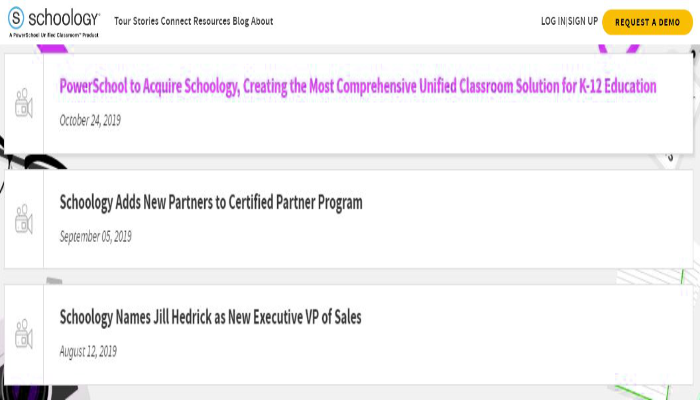 S schoology®
A PowerSchool Unified Classroom® Product
Tour Stories Connect Resources Blog About
LOG IN|SIGN UP
REQUEST A DEMO
PowerSchool to Acquire Schoology, Creating the Most Comprehensive Unified Classroom Solution for K-12 Education
October 24, 2019
Schoology Adds New Partners to Certified Partner Program
September 05, 2019
Schoology Names Jill Hedrick as New Executive VP of Sales
August 12, 2019